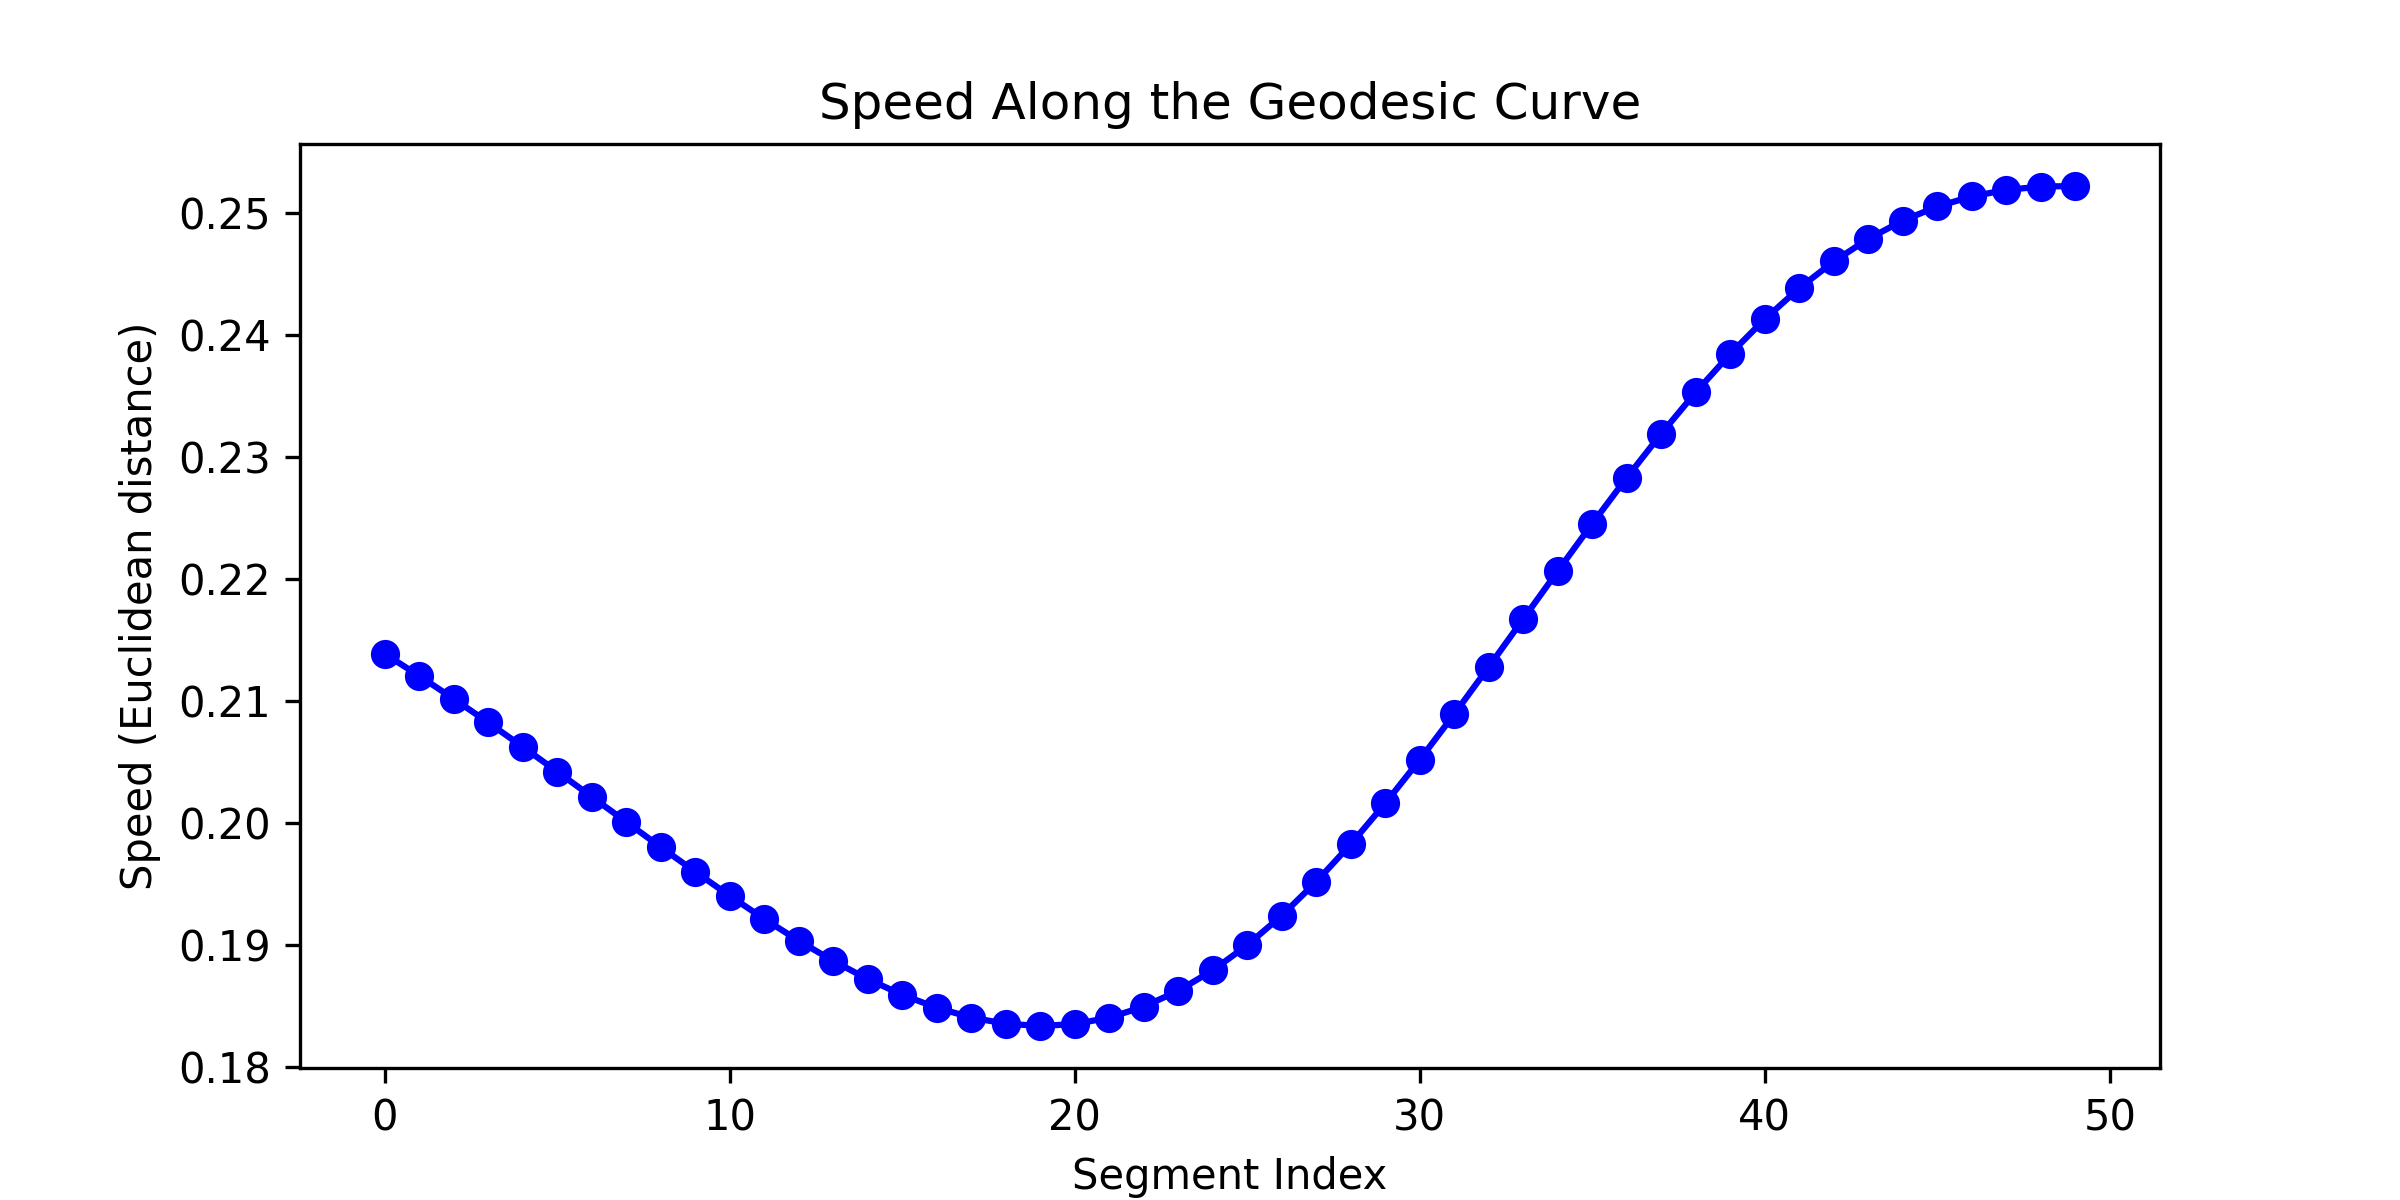 Speed Along the Geodesic Curve
Speed (Euclidean distance)
0.25
0.24
0.23
0.22
0.21
0.20
0.19
0.18
0 10 20 30 40 50
Segment Index